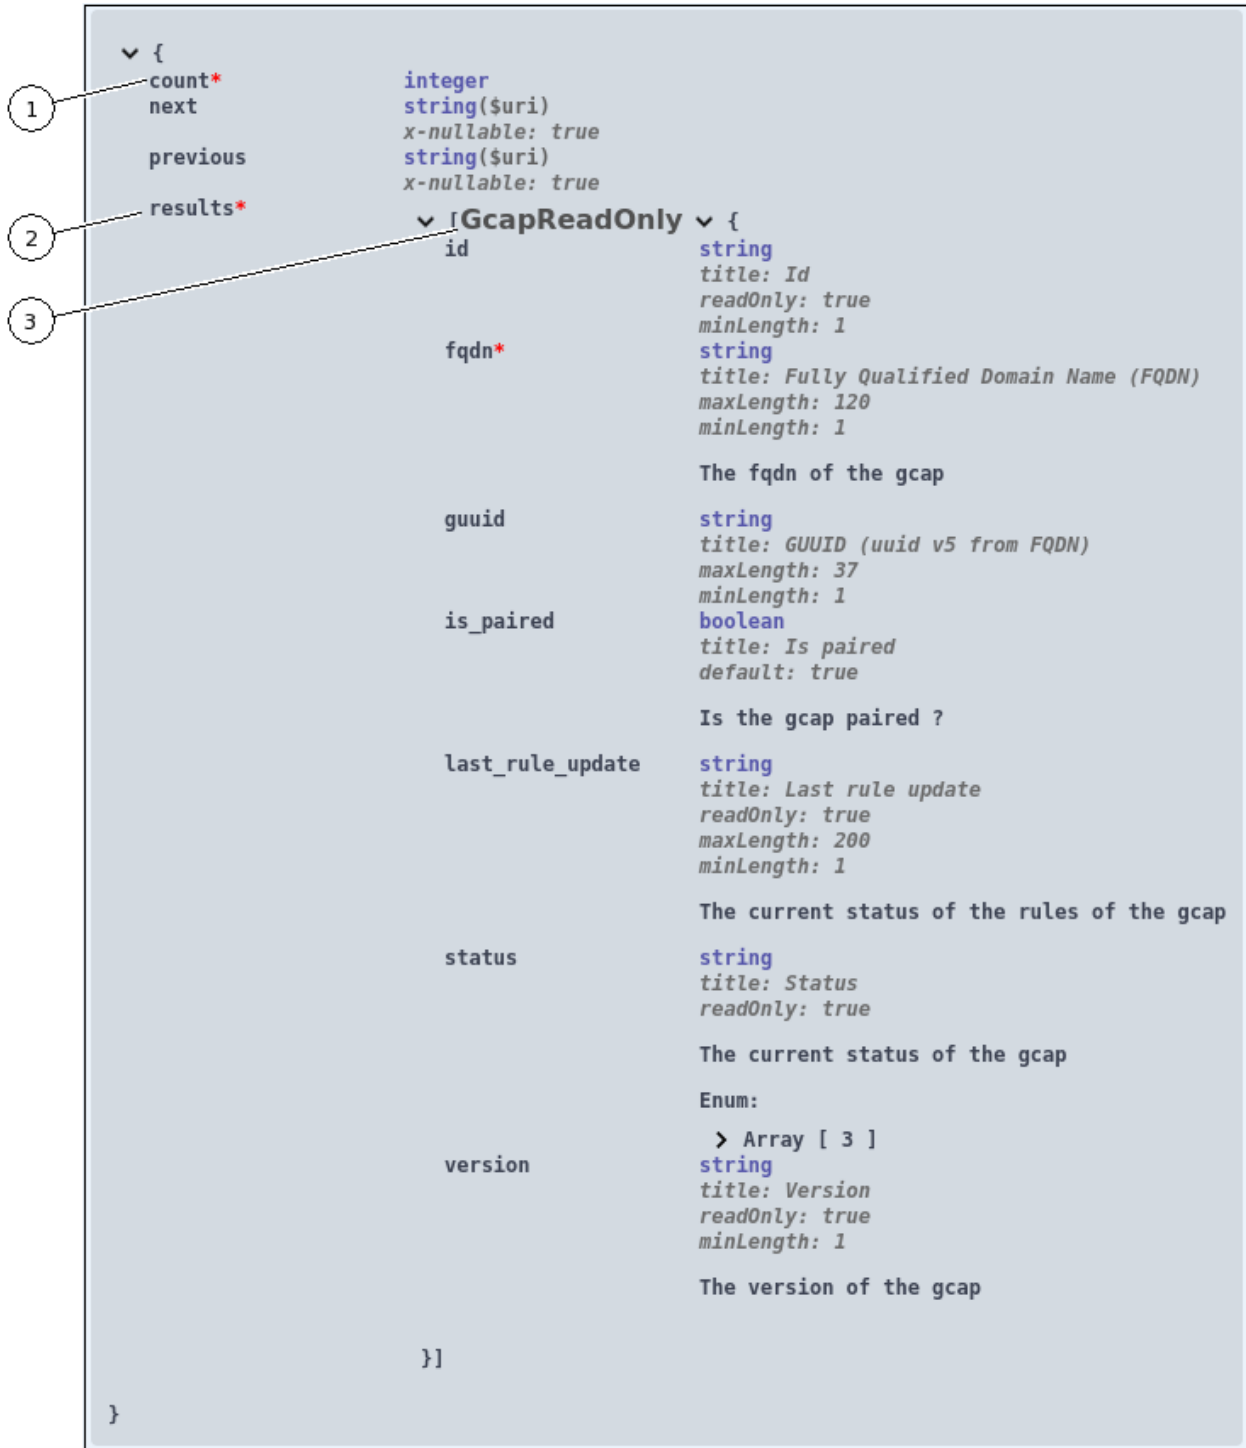 {
1
count* integer
next string($uri)
x-nullable: true
previous string($uri)
x-nullable: true
2
results* [GcapReadOnly {
3
id string
title: Id
readOnly: true
minLength: 1
fqdn* string
title: Fully Qualified Domain Name (FQDN)
maxLength: 120
minLength: 1
The fqdn of the gcap
guuid string
title: GUUID (uuid v5 from FQDN)
maxLength: 37
minLength: 1
is_paired boolean
title: Is paired
default: true
Is the gcap paired ?
last_rule_update string
title: Last rule update
readOnly: true
maxLength: 200
minLength: 1
The current status of the rules of the gcap
status string
title: Status
readOnly: true
The current status of the gcap
Enum:
Array [ 3 ]
version string
title: Version
readOnly: true
minLength: 1
The version of the gcap
}]
}